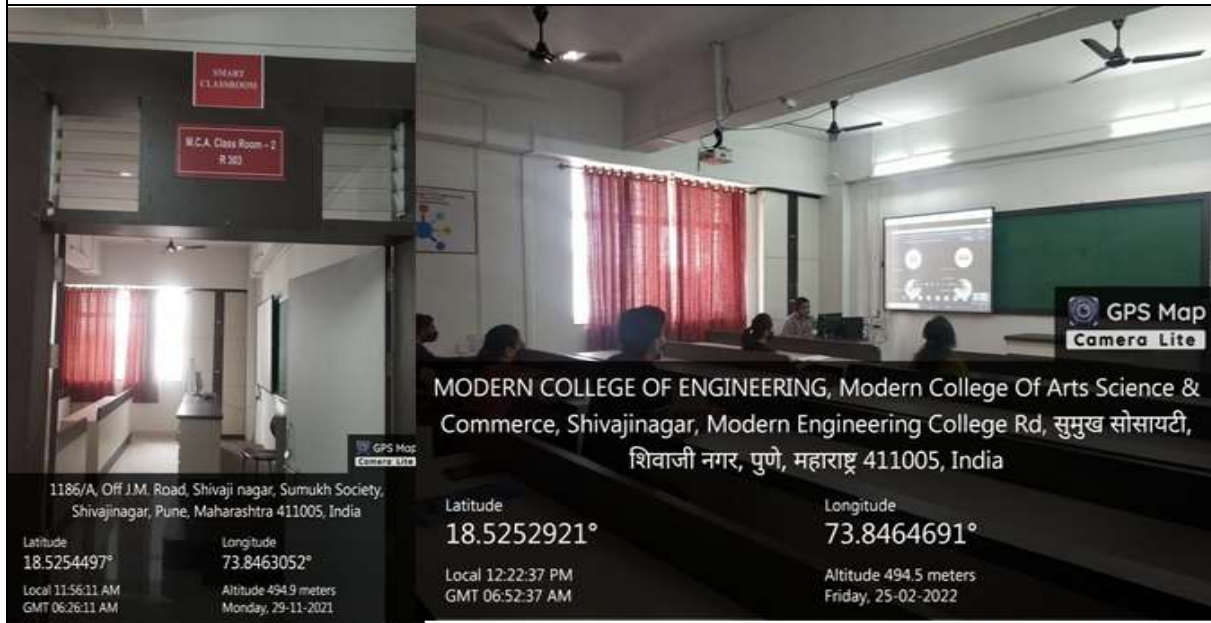 SMART
CLASSROOM
M.C.A. Class Room - 2
R 303
GPS Map
Camera Lite
1186/A, Off J.M. Road, Shivaji nagar, Sumukh Society,
Shivajinagar, Pune, Maharashtra 411005, India
Latitude
18.5254497°
Longitude
73.8463052°
Local 11:56:11 AM
GMT 06:26:11 AM
Altitude 494.9 meters
Monday, 29-11-2021
GPS Map
Camera Lite
MODERN COLLEGE OF ENGINEERING, Modern College Of Arts Science &
Commerce, Shivajinagar, Modern Engineering College Rd, सुमुख सोसायटी,
शिवाजी नगर, पुणे, महाराष्ट्र 411005, India
Latitude
18.5252921°
Longitude
73.8464691°
Local 12:22:37 PM
GMT 06:52:37 AM
Altitude 494.5 meters
Friday, 25-02-2022